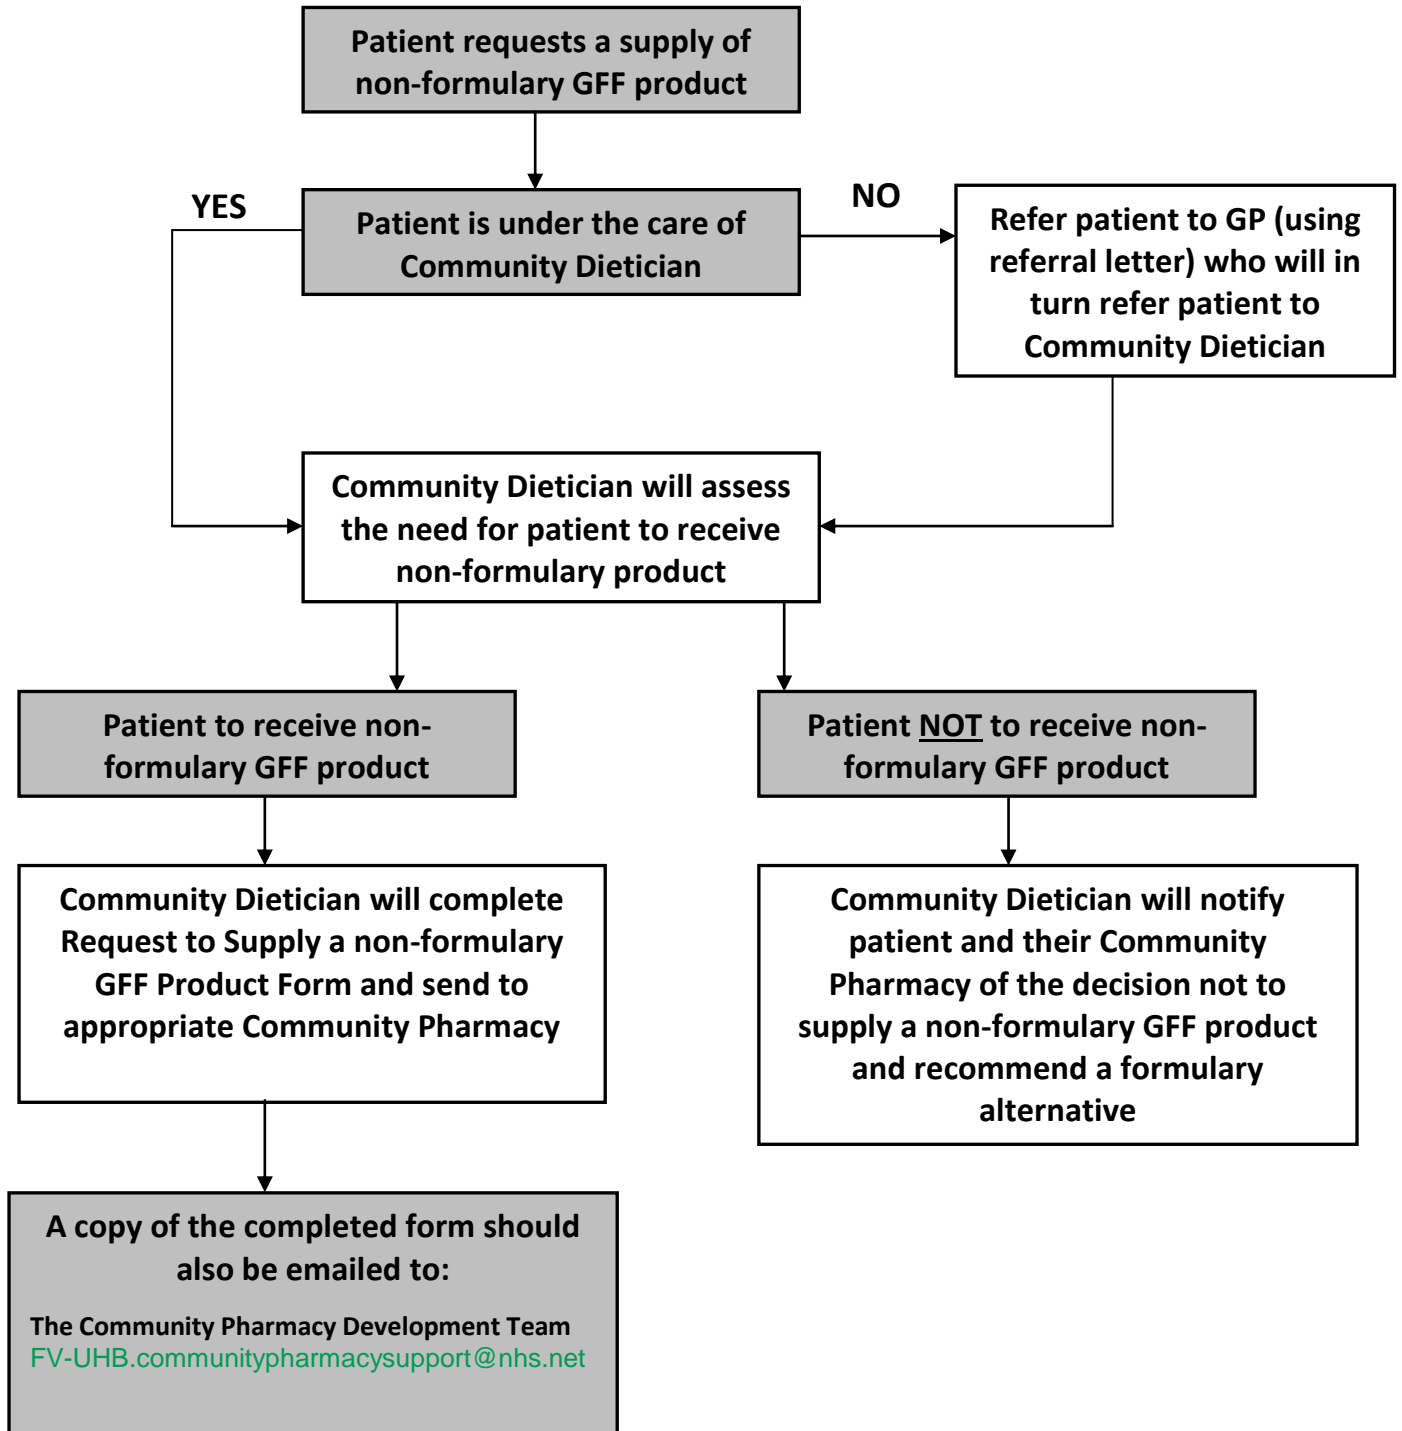 Patient requests a supply of
non-formulary GFF product
YES
Patient is under the care of
Community Dietician
NO
Refer patient to GP (using
referral letter) who will in
turn refer patient to
Community Dietician
Community Dietician will assess
the need for patient to receive
non-formulary product
Patient to receive non-
formulary GFF product
Patient NOT to receive non-
formulary GFF product
Community Dietician will complete
Request to Supply a non-formulary
GFF Product Form and send to
appropriate Community Pharmacy
Community Dietician will notify
patient and their Community
Pharmacy of the decision not to
supply a non-formulary GFF product
and recommend a formulary
alternative
A copy of the completed form should
also be emailed to:
The Community Pharmacy Development Team
FV-UHB.communitypharmacysupport@nhs.net